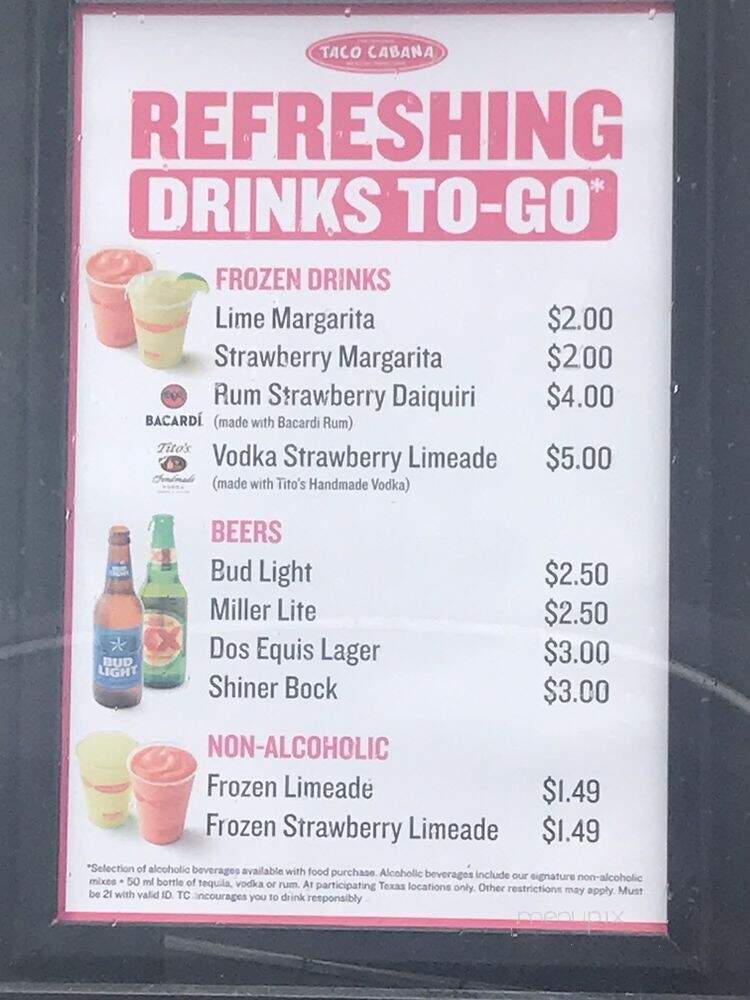 TACO CABANA
REFRESHING
DRINKS TO-GO*
FROZEN DRINKS
Lime Margarita $2.00
Strawberry Margarita $2.00
Rum Strawberry Daiquiri $4.00
BACARDÍ (made with Bacardi Rum)
Tito's
Handmade
VODKA
Vodka Strawberry Limeade $5.00
(made with Tito's Handmade Vodka)
BEERS
Bud Light $2.50
Miller Lite $2.50
Dos Equis Lager $3.00
Shiner Bock $3.00
BUD
LIGHT
XX
NON-ALCOHOLIC
Frozen Limeade $1.49
Frozen Strawberry Limeade $1.49
*Selection of alcoholic beverages available with food purchase. Alcoholic beverages include our signature non-alcoholic
mixes + 50 ml bottle of tequila, vodka or rum. At participating Texas locations only. Other restrictions may apply. Must
be 21 with valid ID. TC encourages you to drink responsibly
menupix